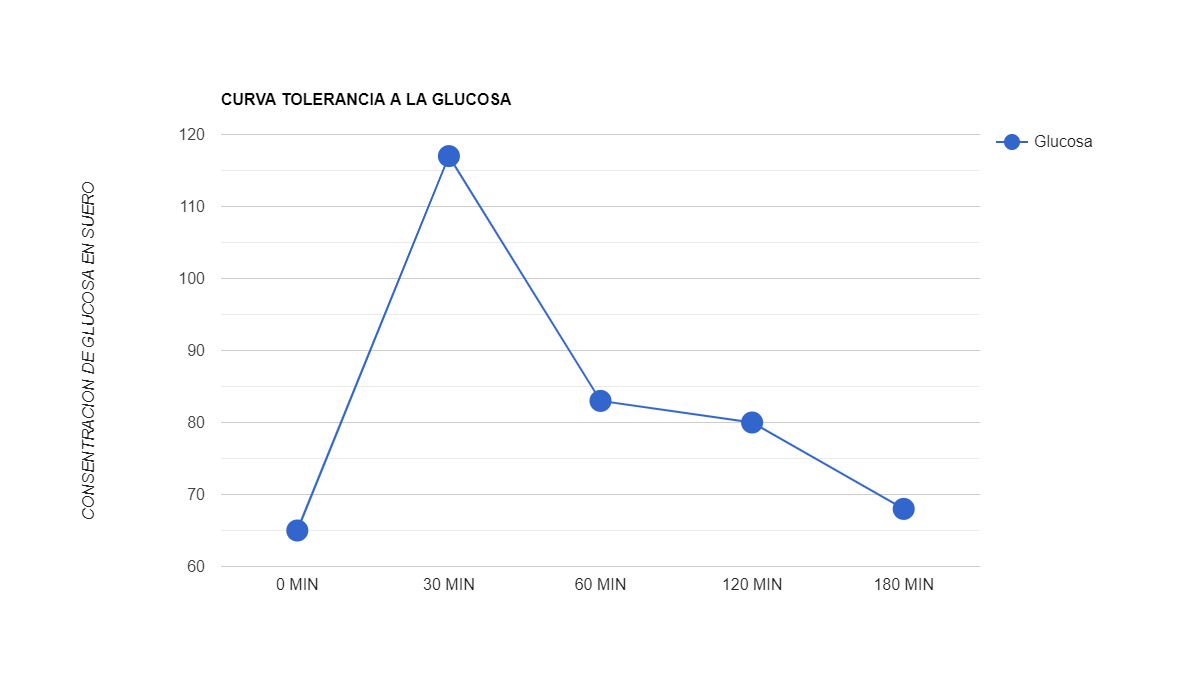 CURVA TOLERANCIA A LA GLUCOSA
Glucosa
CONSENTRACION DE GLUCOSA EN SUERO
120
110
100
90
80
70
60
0 MIN
30 MIN
60 MIN
120 MIN
180 MIN